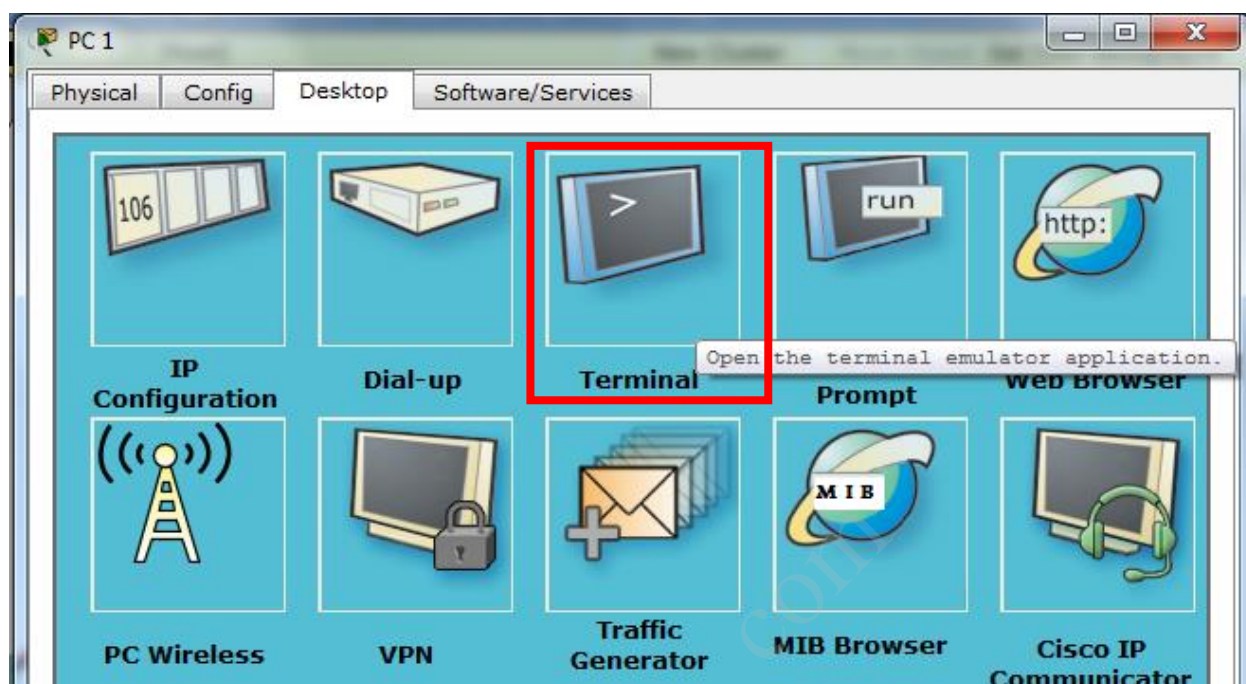 PC 1
Physical
Config
Desktop
Software/Services
106
>
run
http:
Open the terminal emulator application.
IP
Configuration
Dial-up
Terminal
Prompt
Web Browser
MIB
PC Wireless
VPN
Traffic
Generator
MIB Browser
Cisco IP
Communicator
com